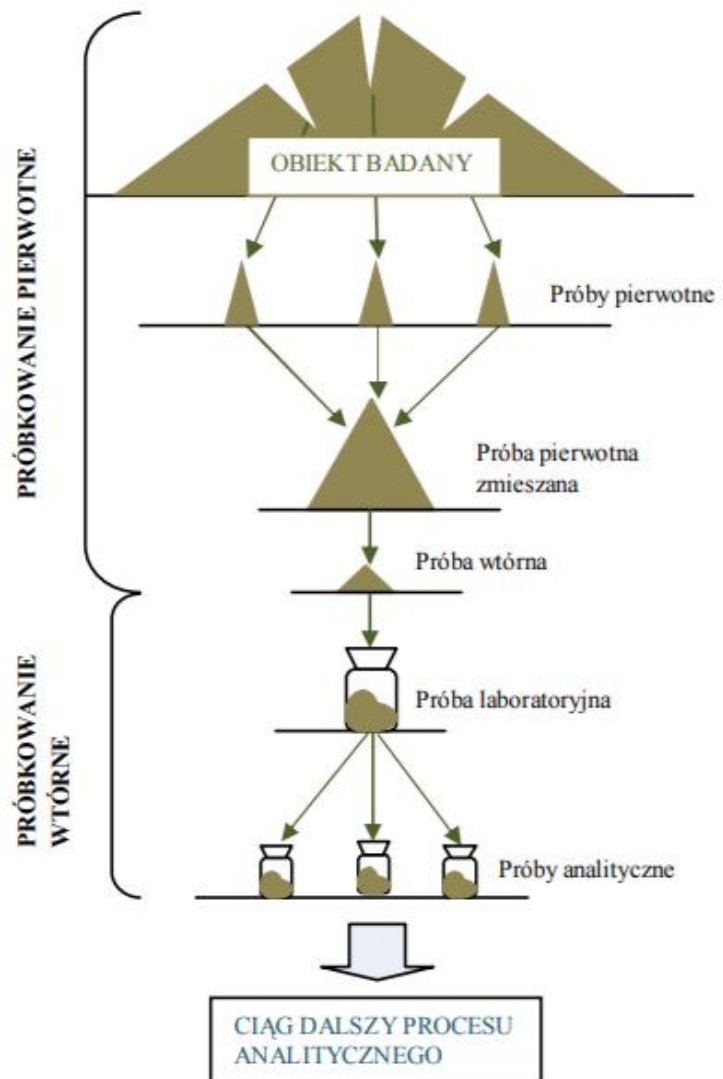 OBIEKT BADANY
PRÓBKOWANIE PIERWOTNE
Próby pierwotne
Próba pierwotna
zmieszana
Próba wtórna
PRÓBKOWANIE
WTÓRNE
Próba laboratoryjna
Próby analityczne
CIĄG DALSZY PROCESU
ANALITYCZNEGO